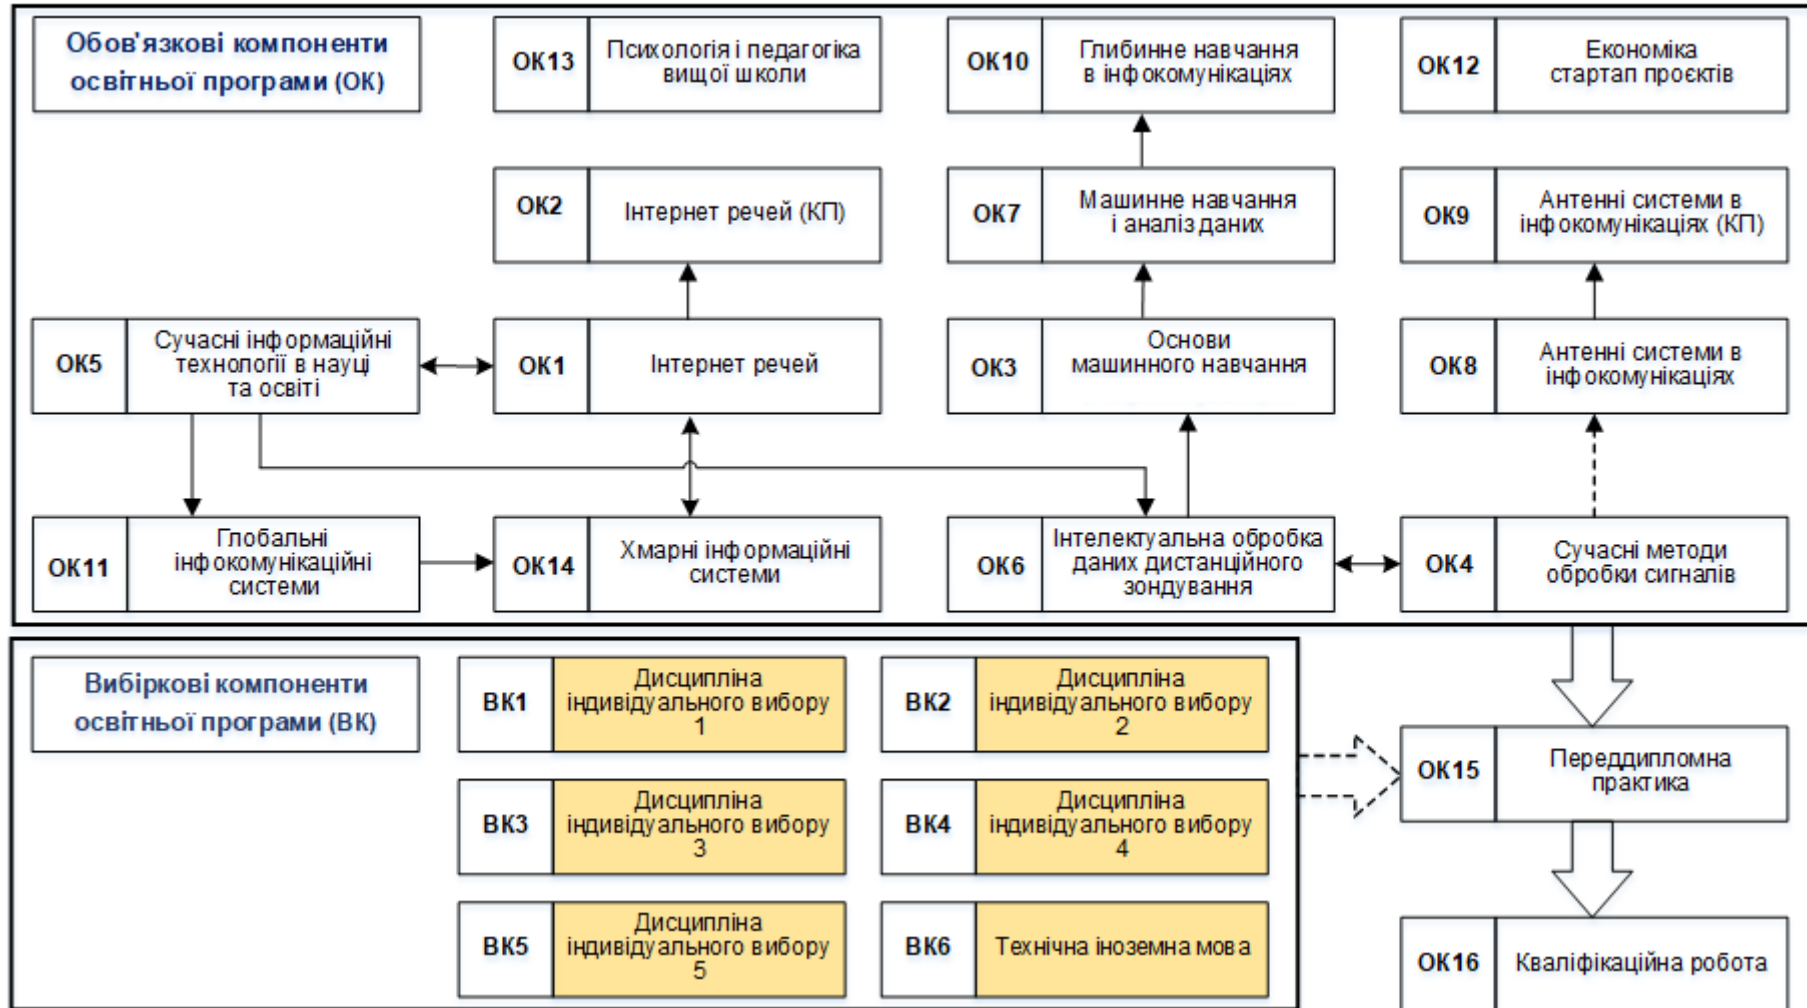 Обов'язкові компоненти
освітньої програми (ОК)
ОК13
Психологія і педагогіка
вищої школи
ОК10
Глибинне навчання
в інфокомунікаціях
ОК12
Економіка
стартап проєктів
ОК2
Інтернет речей (КП)
ОК7
Машинне навчання
і аналіз даних
ОК9
Антенні системи в
інфокомунікаціях (КП)
ОК5
Сучасні інформаційні
технології в науці
та освіті
ОК1
Інтернет речей
ОК3
Основи
машинного навчання
ОК8
Антенні системи в
інфокомунікаціях
ОК11
Глобальні
інфокомунікаційні
системи
ОК14
Хмарні інформаційні
системи
ОК6
Інтелектуальна обробка
даних дистанційного
зондування
ОК4
Сучасні методи
обробки сигналів
Вибіркові компоненти
освітньої програми (ВК)
ВК1
Дисципліна
індивідуального вибору
1
ВК2
Дисципліна
індивідуального вибору
2
ОК15
Переддипломна
практика
ВК3
Дисципліна
індивідуального вибору
3
ВК4
Дисципліна
індивідуального вибору
4
ВК5
Дисципліна
індивідуального вибору
5
ВК6
Технічна іноземна мова
ОК16
Кваліфікаційна робота